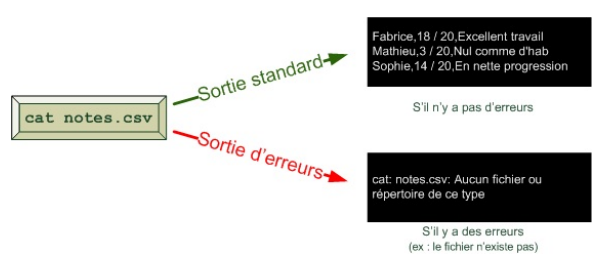 cat notes.csv
Sortie standard
Fabrice,18 / 20,Excellent travail
Mathieu,3 / 20,Nul comme d'hab
Sophie,14 / 20,En nette progression
S'il n'y a pas d'erreurs
Sortie d'erreurs
cat: notes.csv: Aucun fichier ou
répertoire de ce type
S'il y a des erreurs
(ex : le fichier n'existe pas)